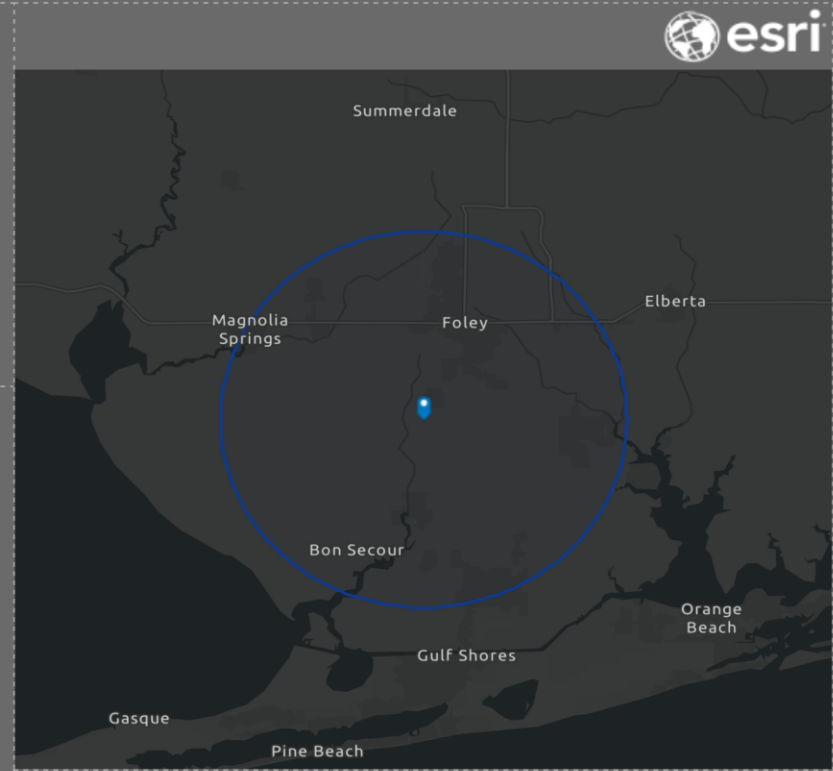 esri
Summerdale
Elberta
Magnolia
Springs
Foley
Bon Secour
Orange
Beach
Gulf Shores
Gasque
Pine Beach